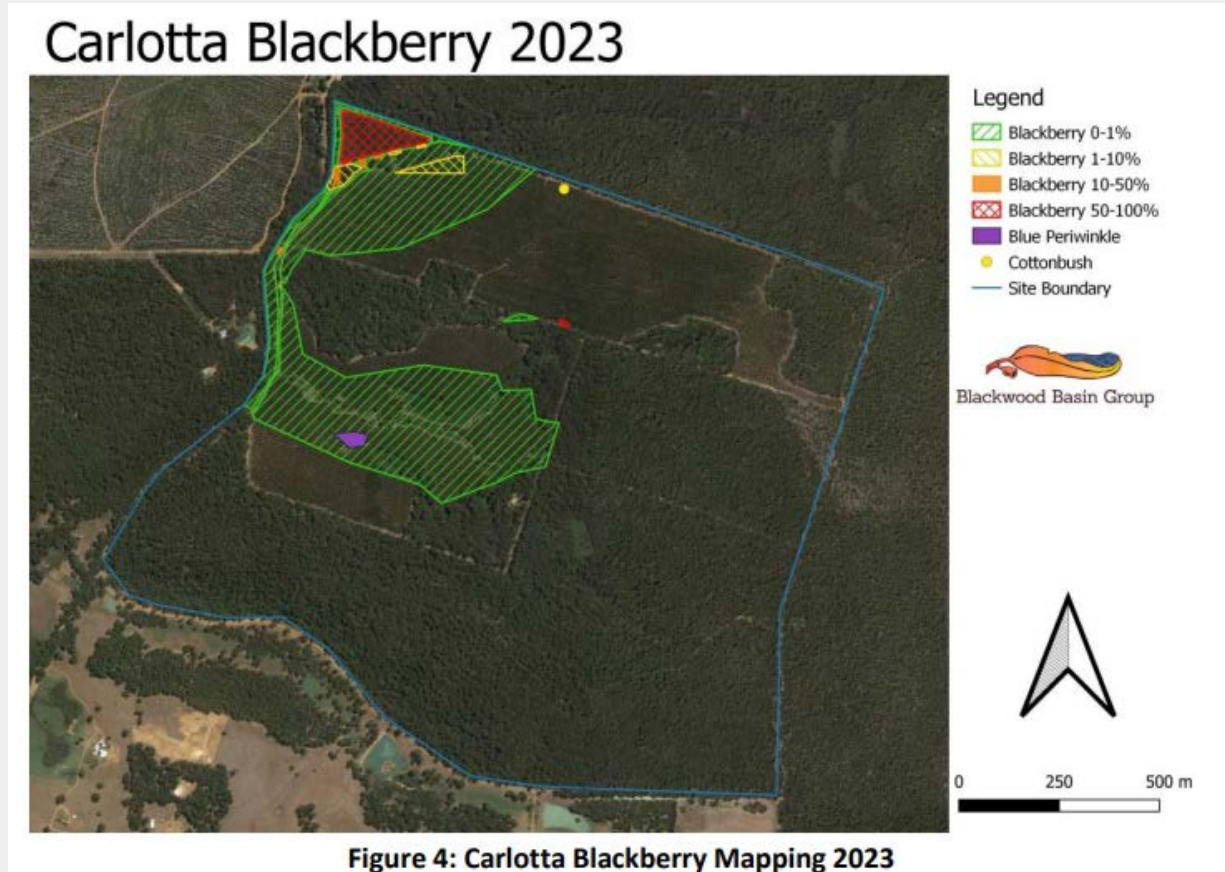 Carlotta Blackberry 2023
Legend
Blackberry 0-1%
Blackberry 1-10%
Blackberry 10-50%
Blackberry 50-100%
Blue Periwinkle
Cottonbush
Site Boundary
Blackwood Basin Group
0 250 500 m
Figure 4: Carlotta Blackberry Mapping 2023